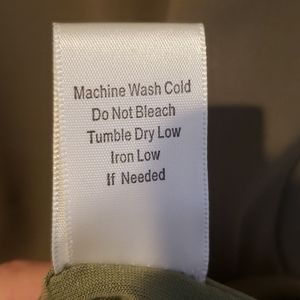 Machine Wash Cold
Do Not Bleach
Tumble Dry Low
Iron Low
If Needed